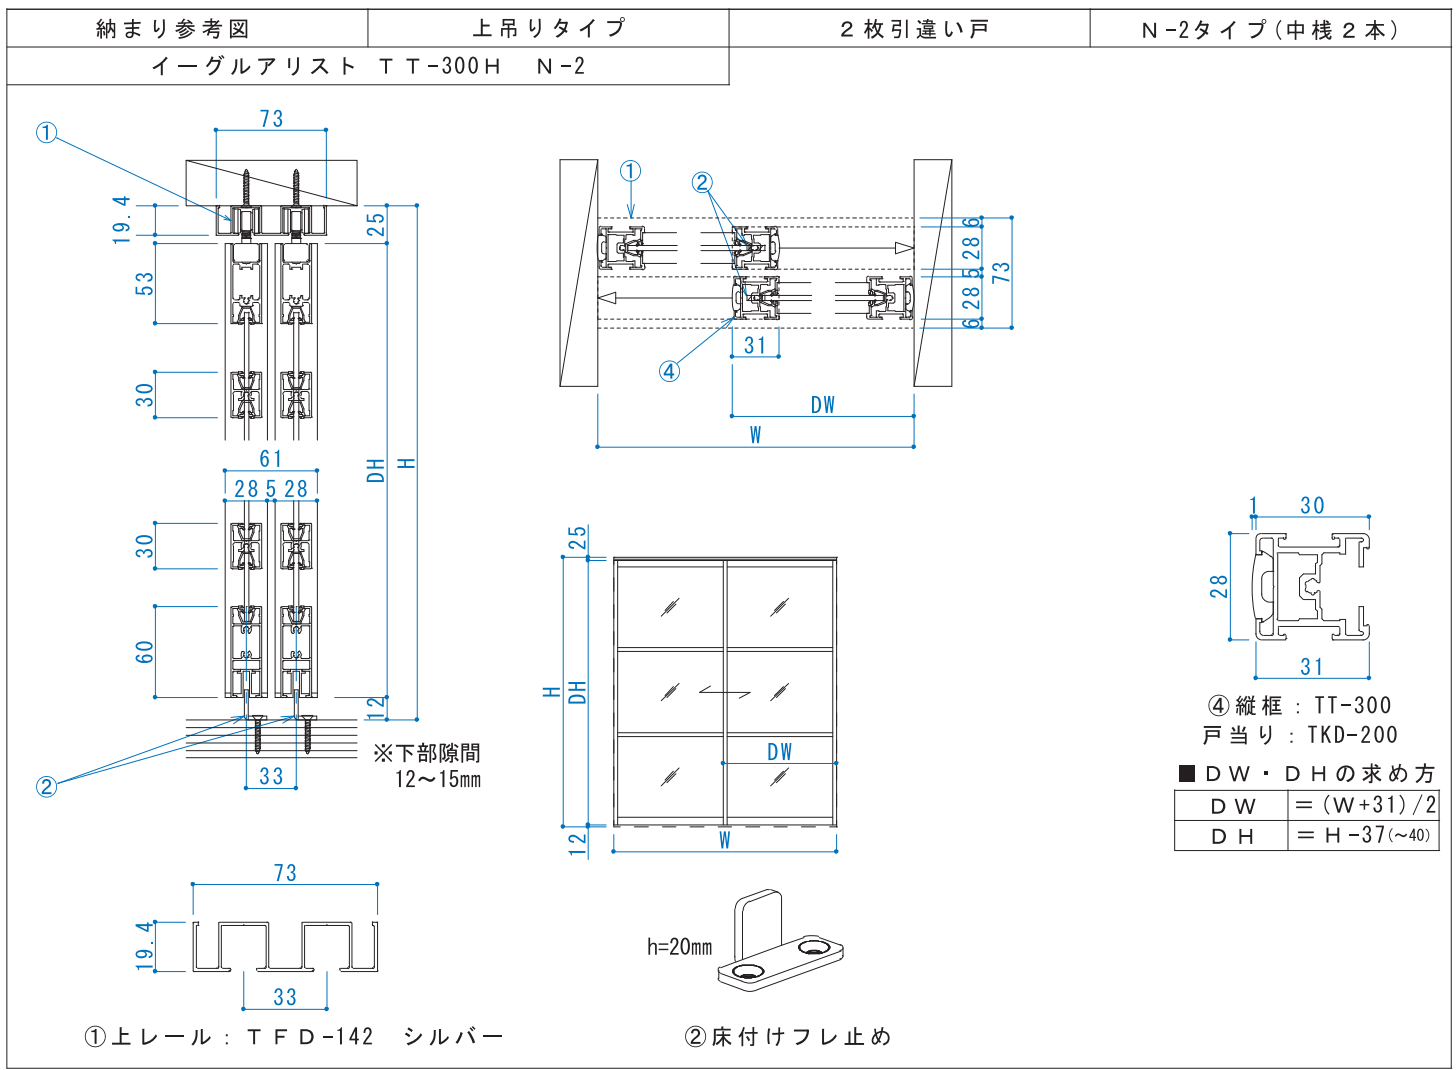 納まり参考図
上吊りタイプ
２枚引違い戸
Ｎ-2タイプ(中桟２本)
イーグルアリスト ＴＴ-300Ｈ Ｎ-2
①
73
19.4
25
53
30
DH
H
61
28 5 28
30
60
12
②
33
※下部隙間
12～15mm
①
②
④
6
28
5
28
6
73
31
DW
W
25
H
DH
DW
12
W
1 30
28
31
④縦框：TT-300
戸当り：TKD-200
■ＤＷ・ＤＨの求め方
ＤＷ ＝(Ｗ+31)/2
ＤＨ ＝Ｈ-37(～40)
73
19.4
33
①上レール：ＴＦＤ-142 シルバー
h=20mm
②床付けフレ止め